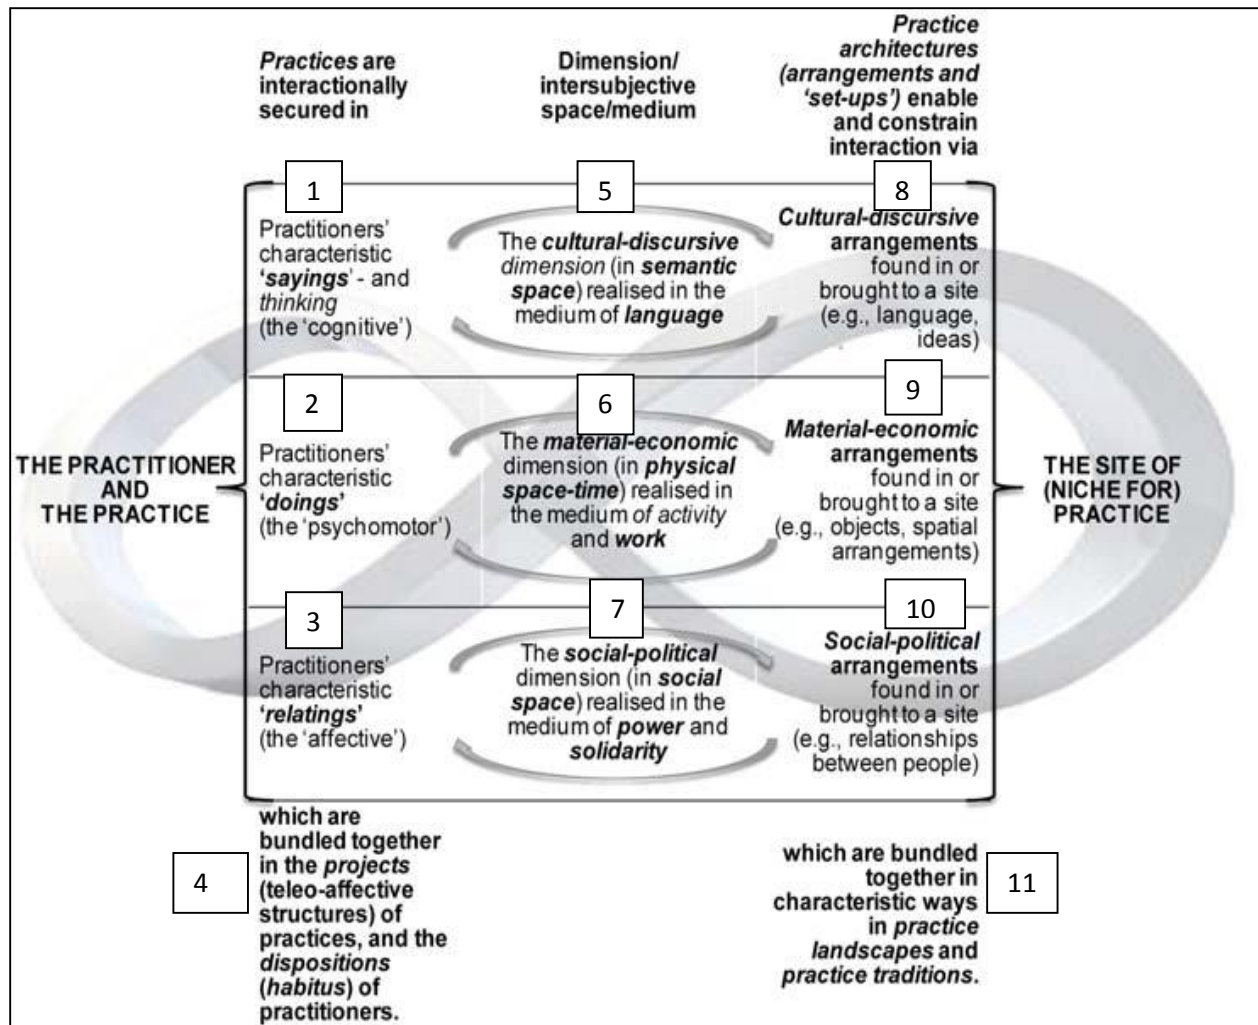 Practices are
interactionally
secured in
Dimension/
intersubjective
space/medium
Practice
architectures
(arrangements and
‘set-ups’) enable
and constrain
interaction via
1
Practitioners’
characteristic
‘sayings’ - and
thinking
(the ‘cognitive’)
5
The cultural-discursive
dimension (in semantic
space) realised in the
medium of language
8
Cultural-discursive
arrangements
found in or
brought to a site
(e.g., language,
ideas)
THE PRACTITIONER
AND
THE PRACTICE
2
Practitioners’
characteristic
‘doings’
(the ‘psychomotor’)
6
The material-economic
dimension (in physical
space-time) realised in
the medium of activity
and work
9
Material-economic
arrangements
found in or
brought to a site
(e.g., objects, spatial
arrangements)
THE SITE OF
(NICHE FOR)
PRACTICE
3
Practitioners’
characteristic
‘relatings’
(the ‘affective’)
7
The social-political
dimension (in social
space) realised in the
medium of power and
solidarity
10
Social-political
arrangements
found in or
brought to a site
(e.g., relationships
between people)
4
which are
bundled together
in the projects
(teleo-affective
structures) of
practices, and the
dispositions
(habitus) of
practitioners.
which are bundled
together in
characteristic ways
in practice
landscapes and
practice traditions.
11